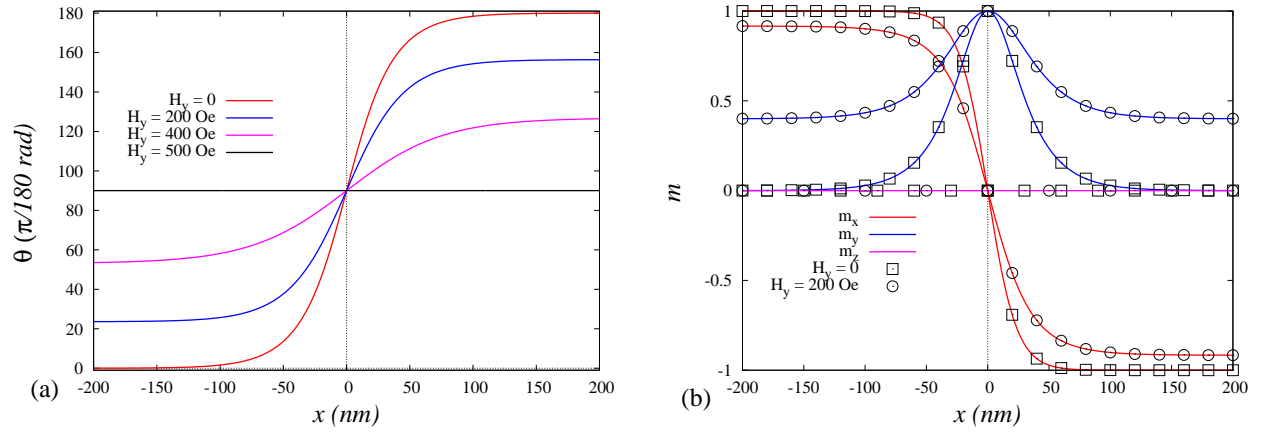 180
160
140
120
100
80
60
40
20
0
θ (π/180 rad)
H_y = 0
H_y = 200 Oe
H_y = 400 Oe
H_y = 500 Oe
-200 -150 -100 -50 0 50 100 150 200
(a)
x (nm)
1
0.5
0
-0.5
-1
m
m_x
m_y
m_z
H_y = 0
H_y = 200 Oe
-200 -150 -100 -50 0 50 100 150 200
(b)
x (nm)